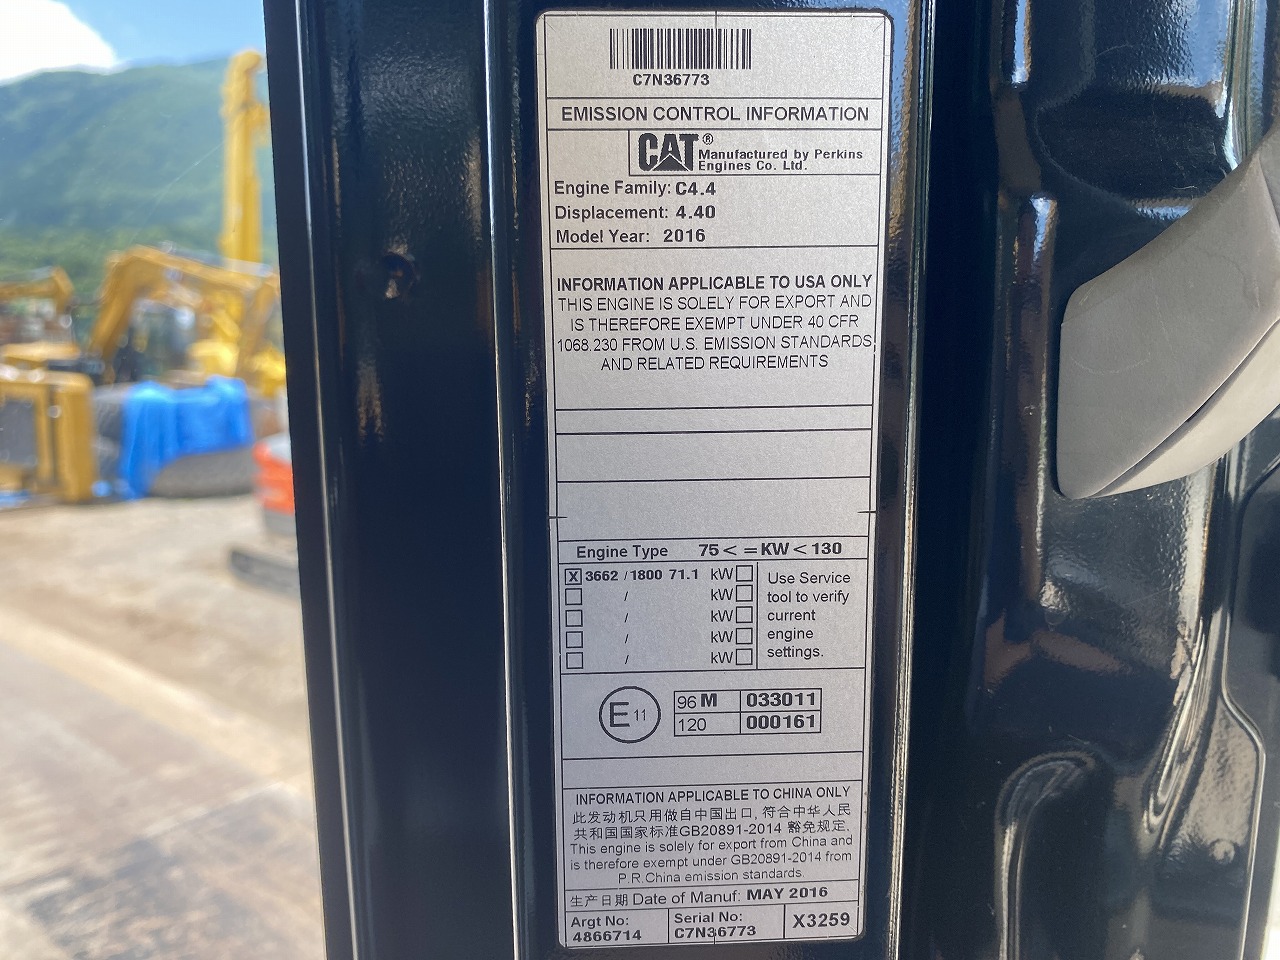 C7N36773
EMISSION CONTROL INFORMATION
CAT® Manufactured by Perkins
Engines Co. Ltd.
Engine Family: C4.4
Displacement: 4.40
Model Year: 2016
INFORMATION APPLICABLE TO USA ONLY
THIS ENGINE IS SOLELY FOR EXPORT AND
IS THEREFORE EXEMPT UNDER 40 CFR
1068.230 FROM U.S. EMISSION STANDARDS
AND RELATED REQUIREMENTS
Engine Type 75 < = KW < 130
X 3662 / 1800 71.1 kW
/ kW
/ kW
/ kW
/ kW
Use Service
tool to verify
current
engine
settings.
E 11
96 M 033011
120 000161
INFORMATION APPLICABLE TO CHINA ONLY
此发动机只用做自中国出口, 符合中华人民
共和国国家标准GB20891-2014 豁免规定.
This engine is solely for export from China and
is therefore exempt under GB20891-2014 from
P.R.China emission standards.
生产日期 Date of Manuf: MAY 2016
Argt No:
4866714
Serial No:
C7N36773
X3259